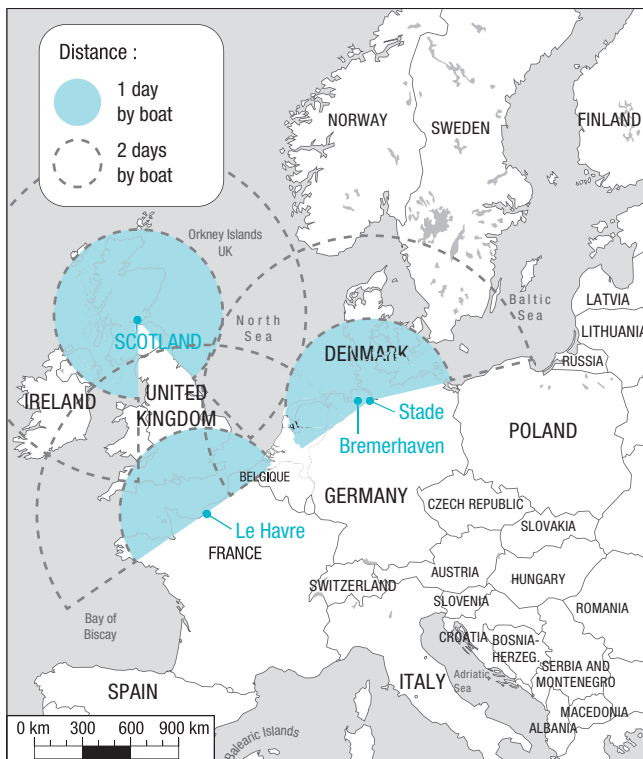 Distance :
1 day
by boat
2 days
by boat
NORWAY
SWEDEN
FINLAND
Orkney Islands
UK
North
Sea
Baltic
Sea
LATVIA
LITHUANIA
RUSSIA
SCOTLAND
DENMARK
IRELAND
UNITED
KINGDOM
Stade
Bremerhaven
POLAND
BELGIQUE
GERMANY
CZECH REPUBLIC
SLOVAKIA
Le Havre
FRANCE
AUSTRIA
HUNGARY
SWITZERLAND
SLOVENIA
ROMANIA
Bay of
Biscay
CROATIA
BOSNIA-
HERZEG.
SERBIA AND
MONTENEGRO
SPAIN
ITALY
Adriatic
Sea
MACEDONIA
ALBANIA
Balearic Islands
0 km 300 600 900 km